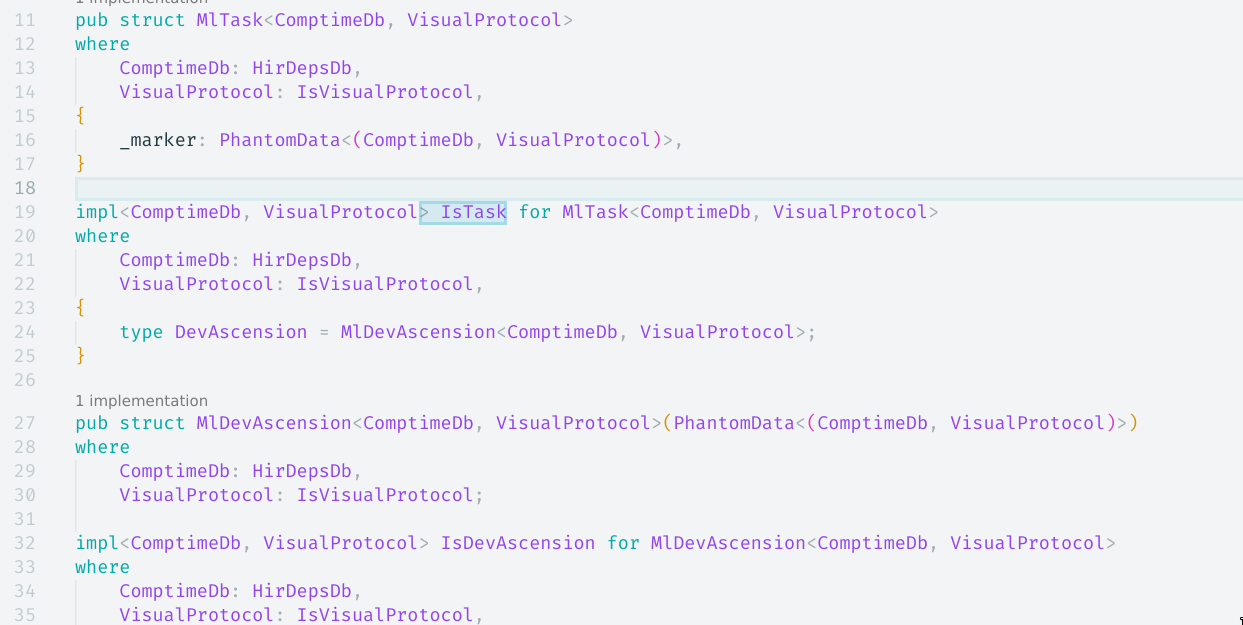 1 implementation
11 pub struct MlTask<ComptimeDb, VisualProtocol>
12 where
13     ComptimeDb: HirDepsDb,
14     VisualProtocol: IsVisualProtocol,
15 {
16     _marker: PhantomData<(ComptimeDb, VisualProtocol)>,
17 }
18
19 impl<ComptimeDb, VisualProtocol> IsTask for MlTask<ComptimeDb, VisualProtocol>
20 where
21     ComptimeDb: HirDepsDb,
22     VisualProtocol: IsVisualProtocol,
23 {
24     type DevAscension = MlDevAscension<ComptimeDb, VisualProtocol>;
25 }
26
1 implementation
27 pub struct MlDevAscension<ComptimeDb, VisualProtocol>(PhantomData<(ComptimeDb, VisualProtocol)>)
28 where
29     ComptimeDb: HirDepsDb,
30     VisualProtocol: IsVisualProtocol;
31
32 impl<ComptimeDb, VisualProtocol> IsDevAscension for MlDevAscension<ComptimeDb, VisualProtocol>
33 where
34     ComptimeDb: HirDepsDb,
35     VisualProtocol: IsVisualProtocol,